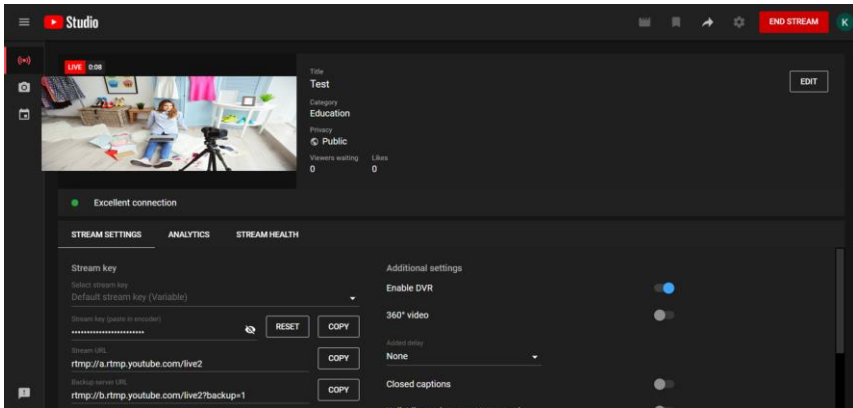 Studio
END STREAM
K
LIVE 0:08
Title
Test
EDIT
Category
Education
Privacy
Public
Viewers waiting Likes
0 0
Excellent connection
STREAM SETTINGS ANALYTICS STREAM HEALTH
Stream key
Select stream key
Default stream key (Variable)
Stream key (paste in encoder)
•••••••••••••••••••••••• RESET COPY
Stream URL
rtmp://a.rtmp.youtube.com/live2 COPY
Backup server URL
rtmp://b.rtmp.youtube.com/live2?backup=1 COPY
Additional settings
Enable DVR
360° video
Added delay
None
Closed captions